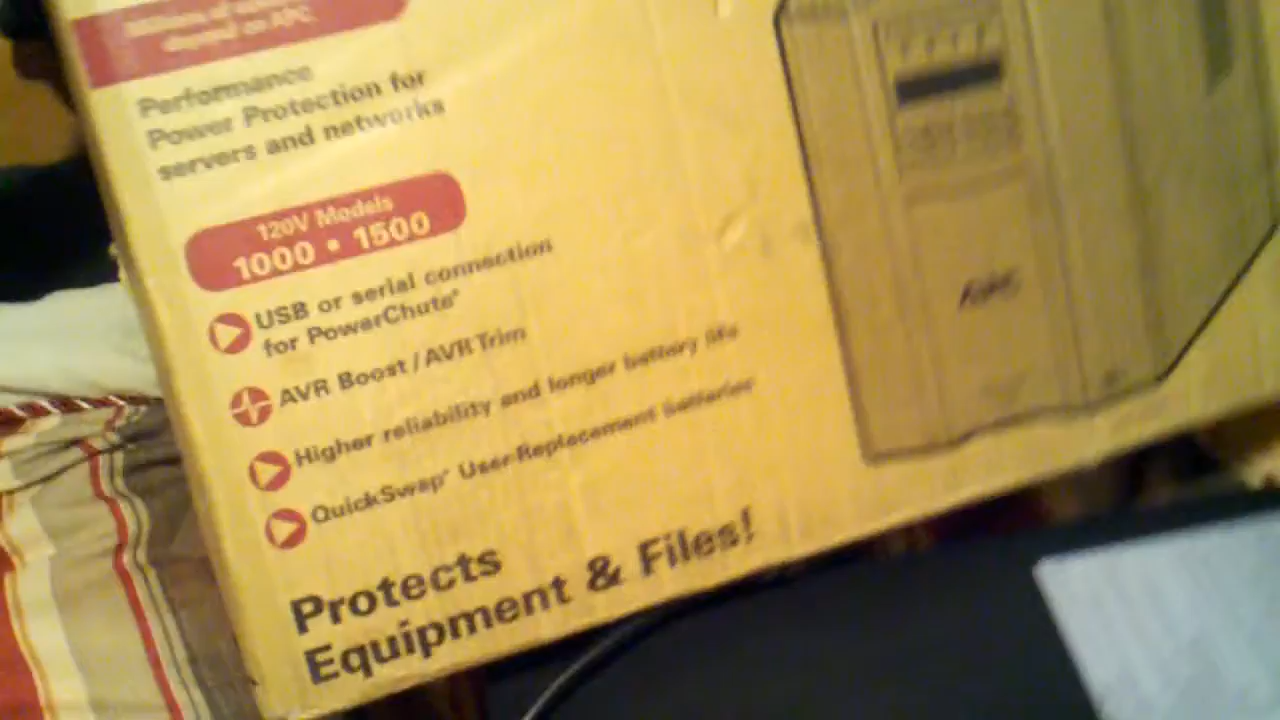 Performance
Power Protection for
servers and networks
120V Models
1000 • 1500
USB or serial connection
for PowerChute®
AVR Boost / AVR Trim
Higher reliability and longer battery life
QuickSwap® User-Replacement Batteries
Protects
Equipment & Files!
APC